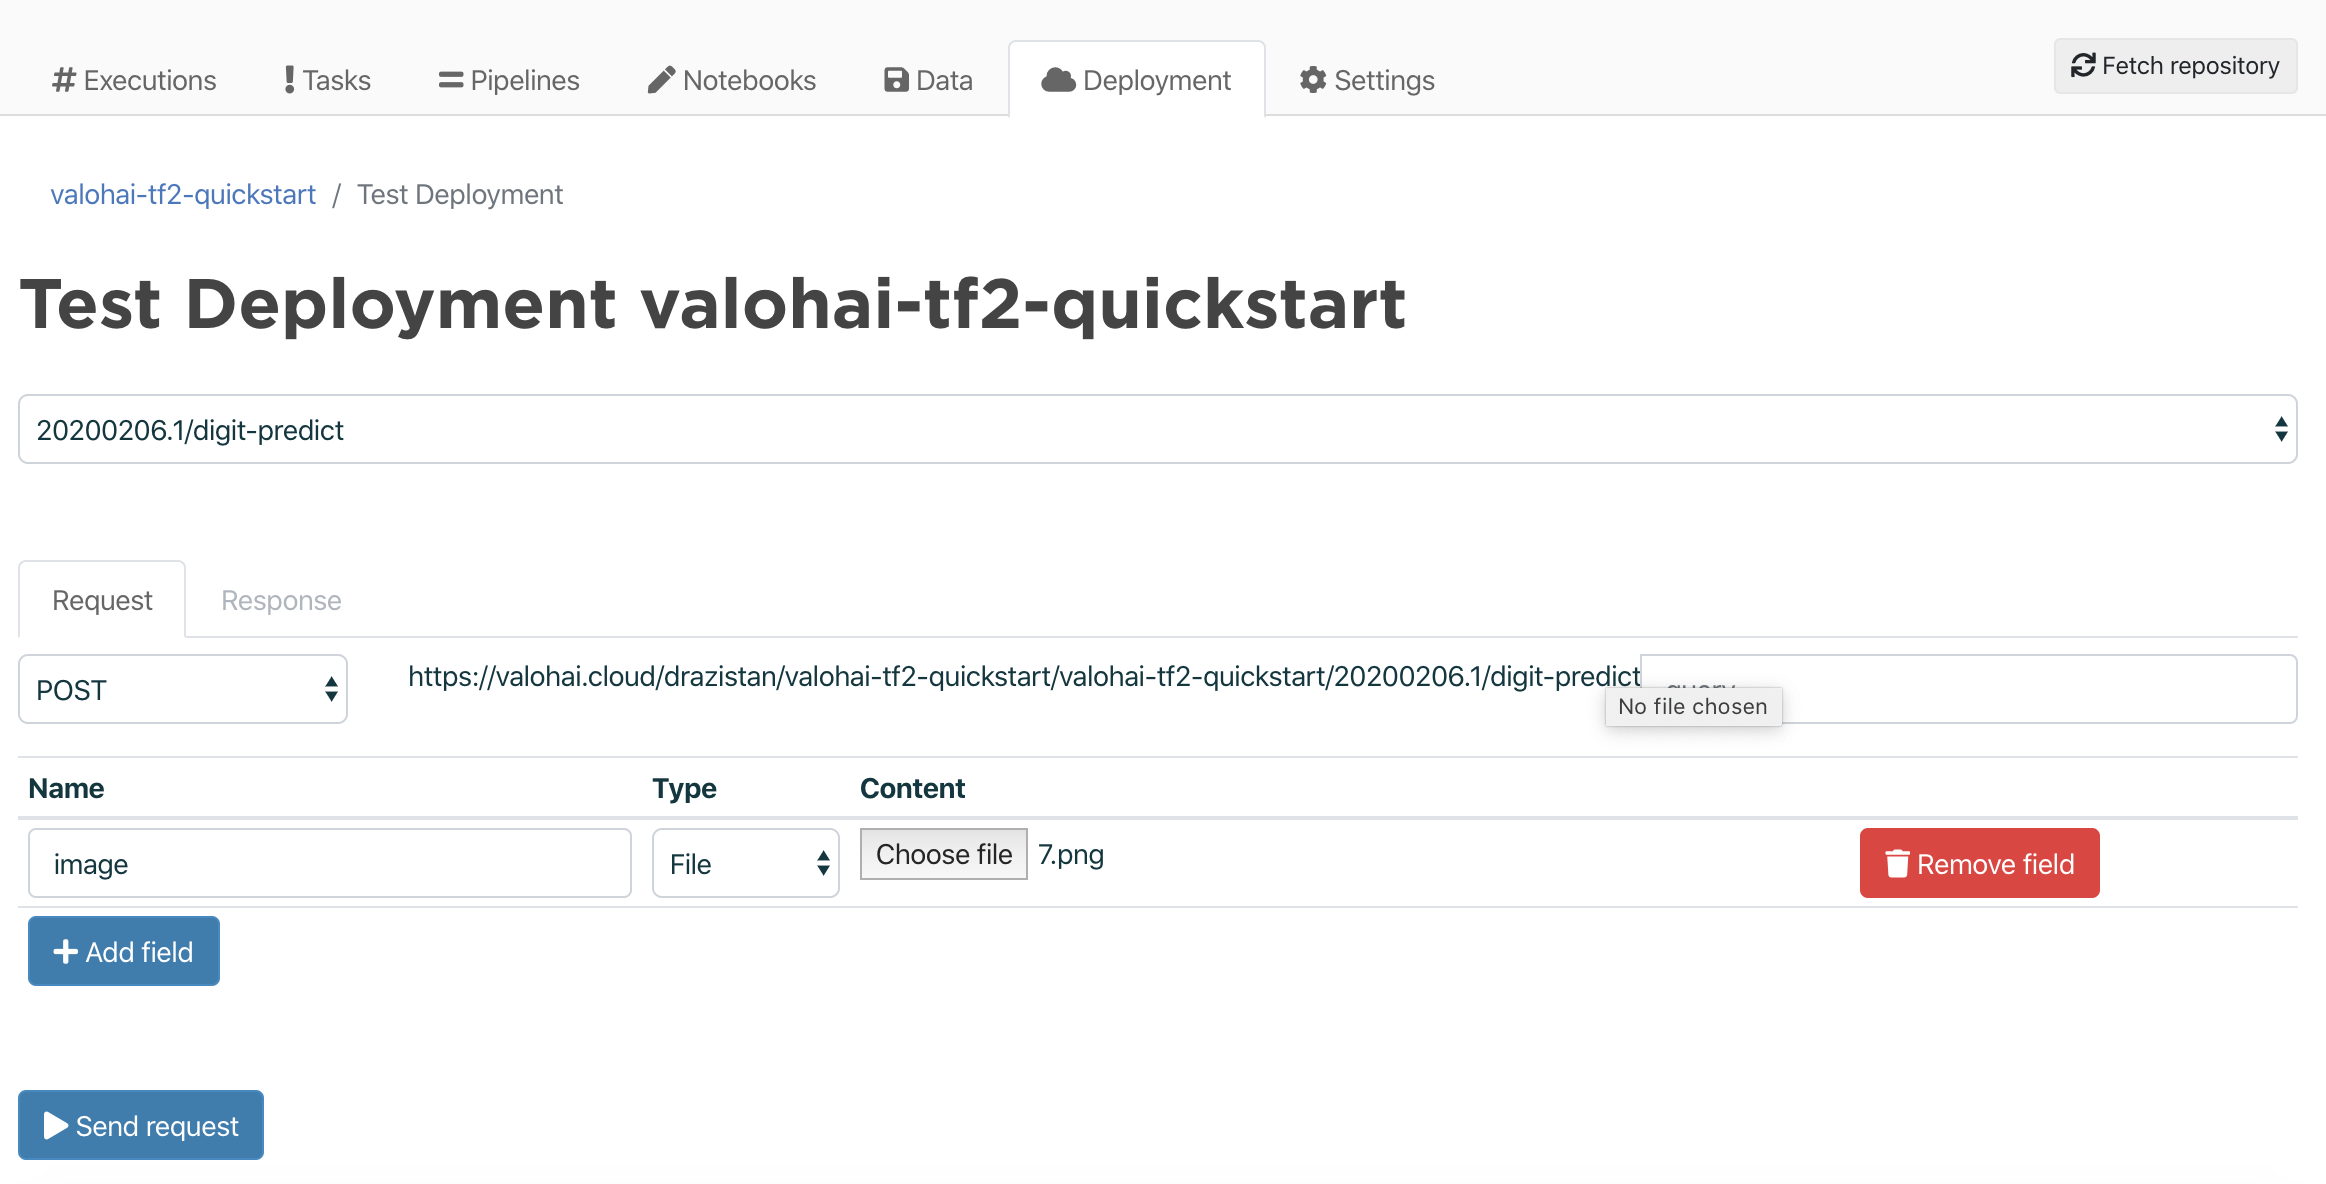 Executions Tasks Pipelines Notebooks Data Deployment Settings Fetch repository
valohai-tf2-quickstart / Test Deployment
Test Deployment valohai-tf2-quickstart
20200206.1/digit-predict
Request Response
POST https://valohai.cloud/drazistan/valohai-tf2-quickstart/valohai-tf2-quickstart/20200206.1/digit-predict query
No file chosen
Name Type Content
image File Choose file 7.png Remove field
Add field
Send request